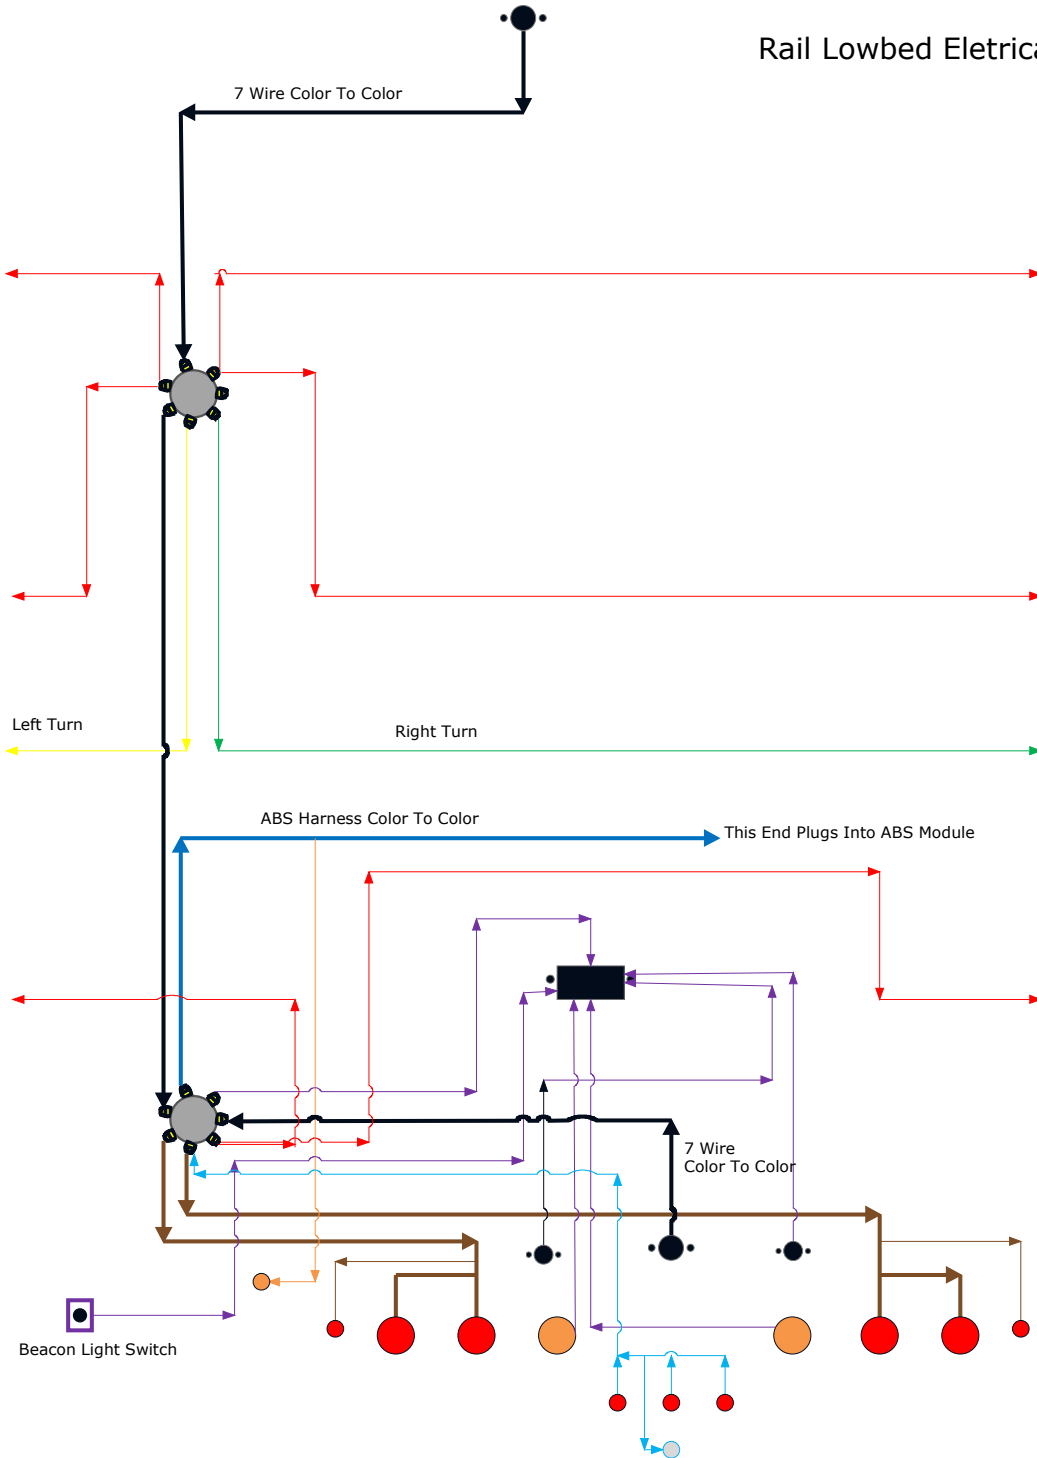 Rail Lowbed Eletrica
7 Wire Color To Color
Left Turn
Right Turn
ABS Harness Color To Color
This End Plugs Into ABS Module
7 Wire
Color To Color
Beacon Light Switch